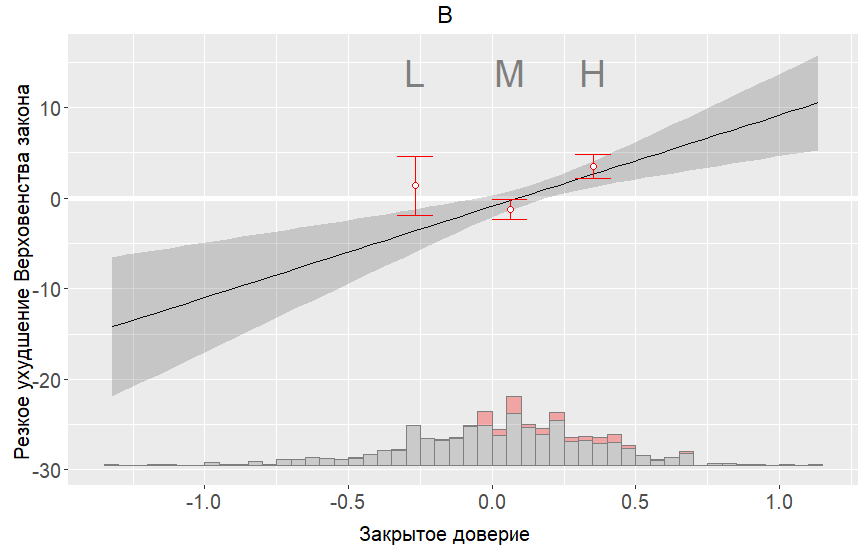 B
L M H
Резкое ухудшение Верховенства закона
10
0
-10
-20
-30
-1.0 -0.5 0.0 0.5 1.0
Закрытое доверие